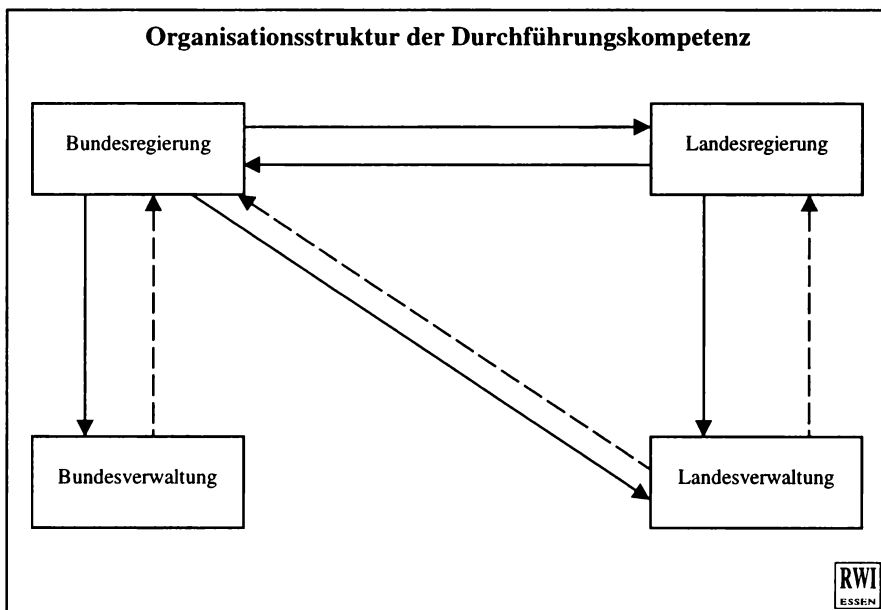 Organisationsstruktur der Durchführungskompetenz
Bundesregierung
Landesregierung
Bundesverwaltung
Landesverwaltung
RWI
ESSEN